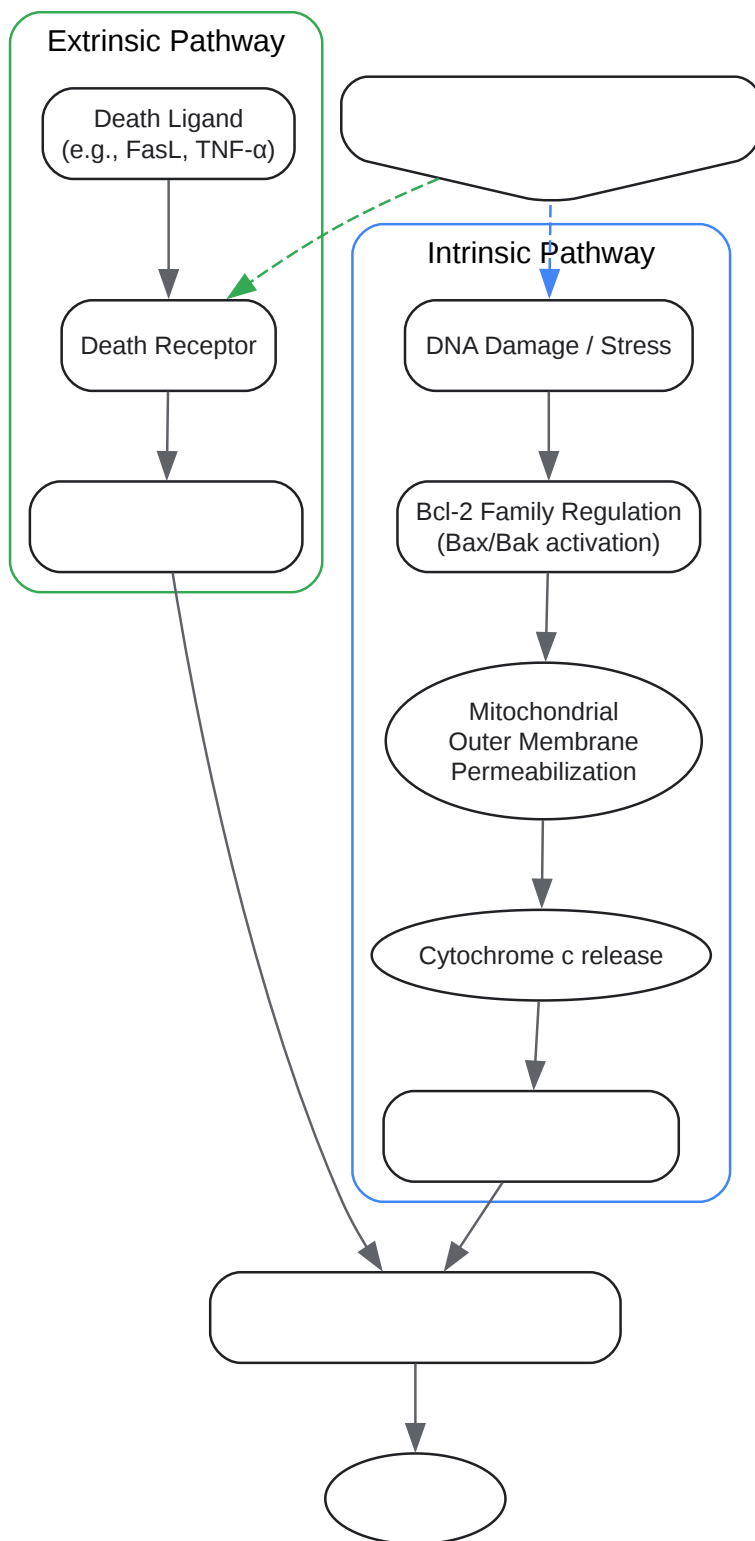 Extrinsic Pathway
Death Ligand
(e.g., FasL, TNF-α)
Death Receptor
Intrinsic Pathway
DNA Damage / Stress
Bcl-2 Family Regulation
(Bax/Bak activation)
Mitochondrial
Outer Membrane
Permeabilization
Cytochrome c release